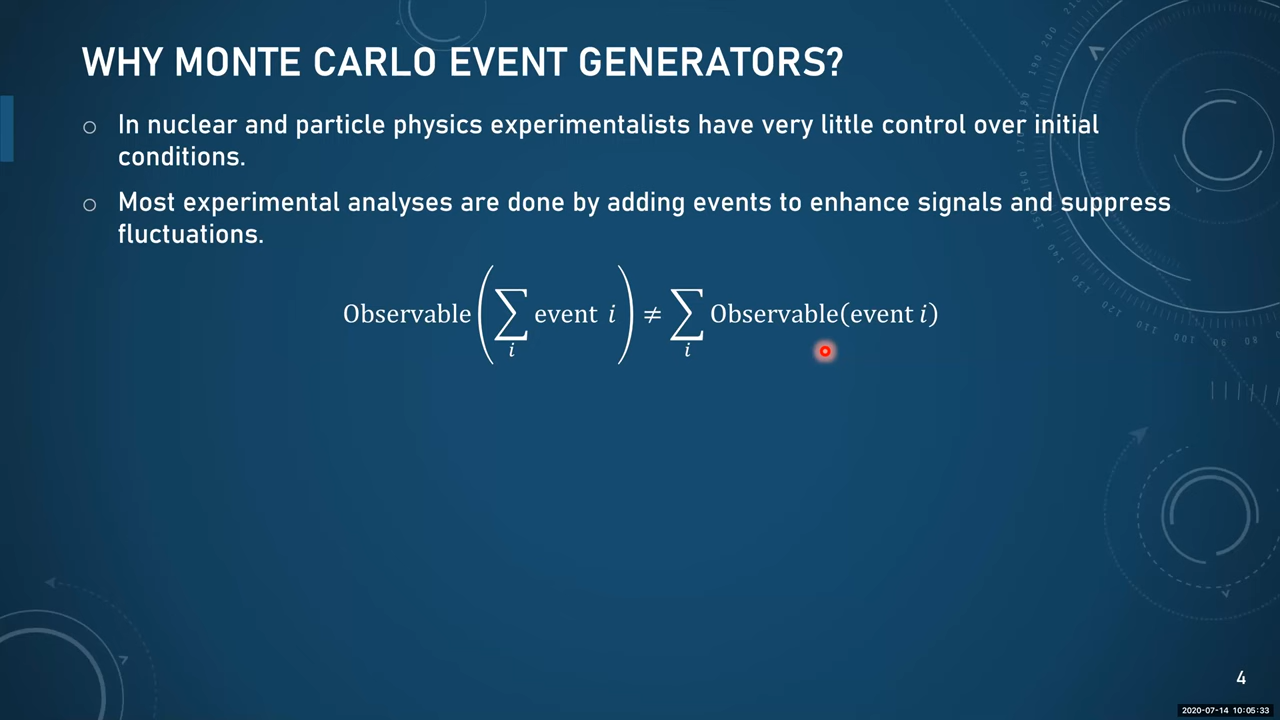 WHY MONTE CARLO EVENT GENERATORS?
In nuclear and particle physics experimentalists have very little control over initial
conditions.
Most experimental analyses are done by adding events to enhance signals and suppress
fluctuations.
Observable(∑_i event i) ≠ ∑_i Observable(event i)
4
2020-07-14 10:05:33